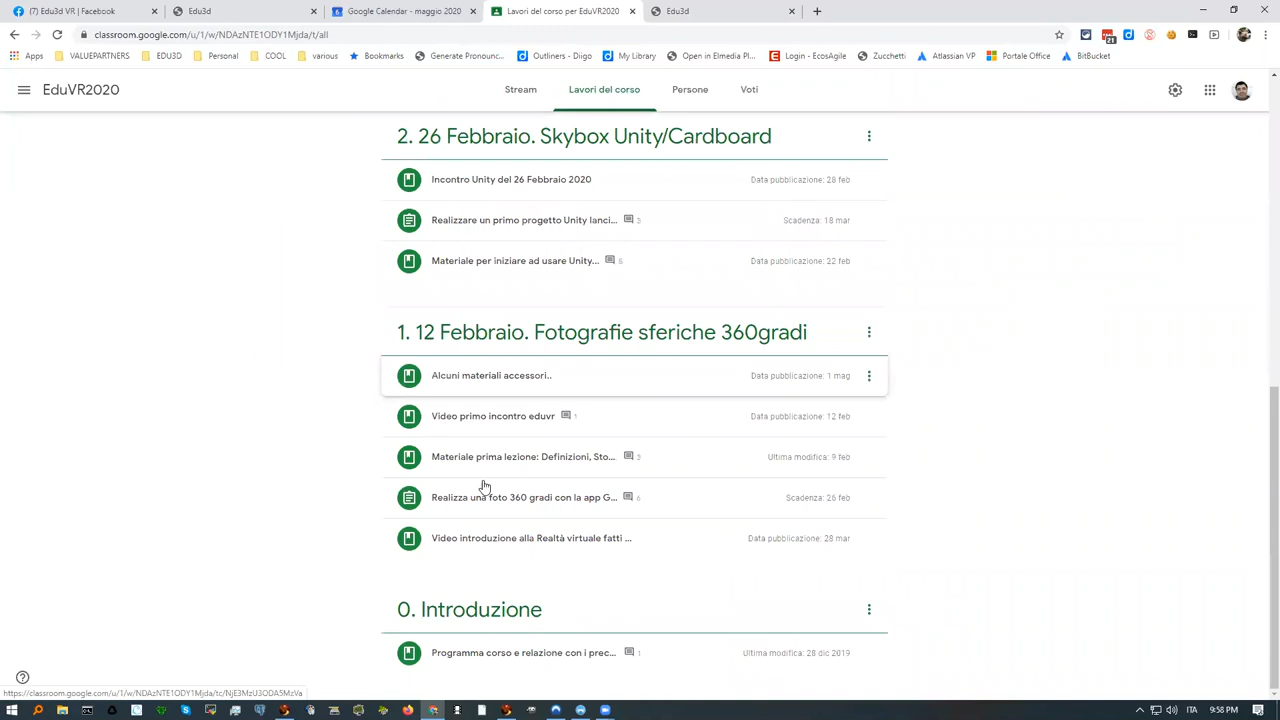 (7) Edu3d VR | Facebook
Edu3d
Google Calendar - maggio 2020
Lavori del corso per EduVR2020
Edu3d
classroom.google.com/u/1/w/NDAzNTE1ODY1Mjda/t/all
21
Apps
VALUEPARTNERS
EDU3D
Personal
COOL
various
Bookmarks
Generate Pronounc...
Outliners - Diigo
My Library
Open in Elmedia Pl...
Login - EcosAgile
Zucchetti
Atlassian VP
Portale Office
BitBucket
EduVR2020
Stream
Lavori del corso
Persone
Voti
2. 26 Febbraio. Skybox Unity/Cardboard
Incontro Unity del 26 Febbraio 2020
Data pubblicazione: 28 feb
Realizzare un primo progetto Unity lanci... 3
Scadenza: 18 mar
Materiale per iniziare ad usare Unity... 5
Data pubblicazione: 22 feb
1. 12 Febbraio. Fotografie sferiche 360gradi
Alcuni materiali accessori..
Data pubblicazione: 1 mag
Video primo incontro eduvr 1
Data pubblicazione: 12 feb
Materiale prima lezione: Definizioni, Sto... 3
Ultima modifica: 9 feb
Realizza una foto 360 gradi con la app G... 6
Scadenza: 26 feb
Video introduzione alla Realtà virtuale fatti ...
Data pubblicazione: 28 mar
0. Introduzione
Programma corso e relazione con i prec... 1
Ultima modifica: 28 dic 2019
https://classroom.google.com/u/1/w/NDAzNTE1ODY1Mjda/tc/NjE3MzU3ODA5MzVa
ITA
9:58 PM